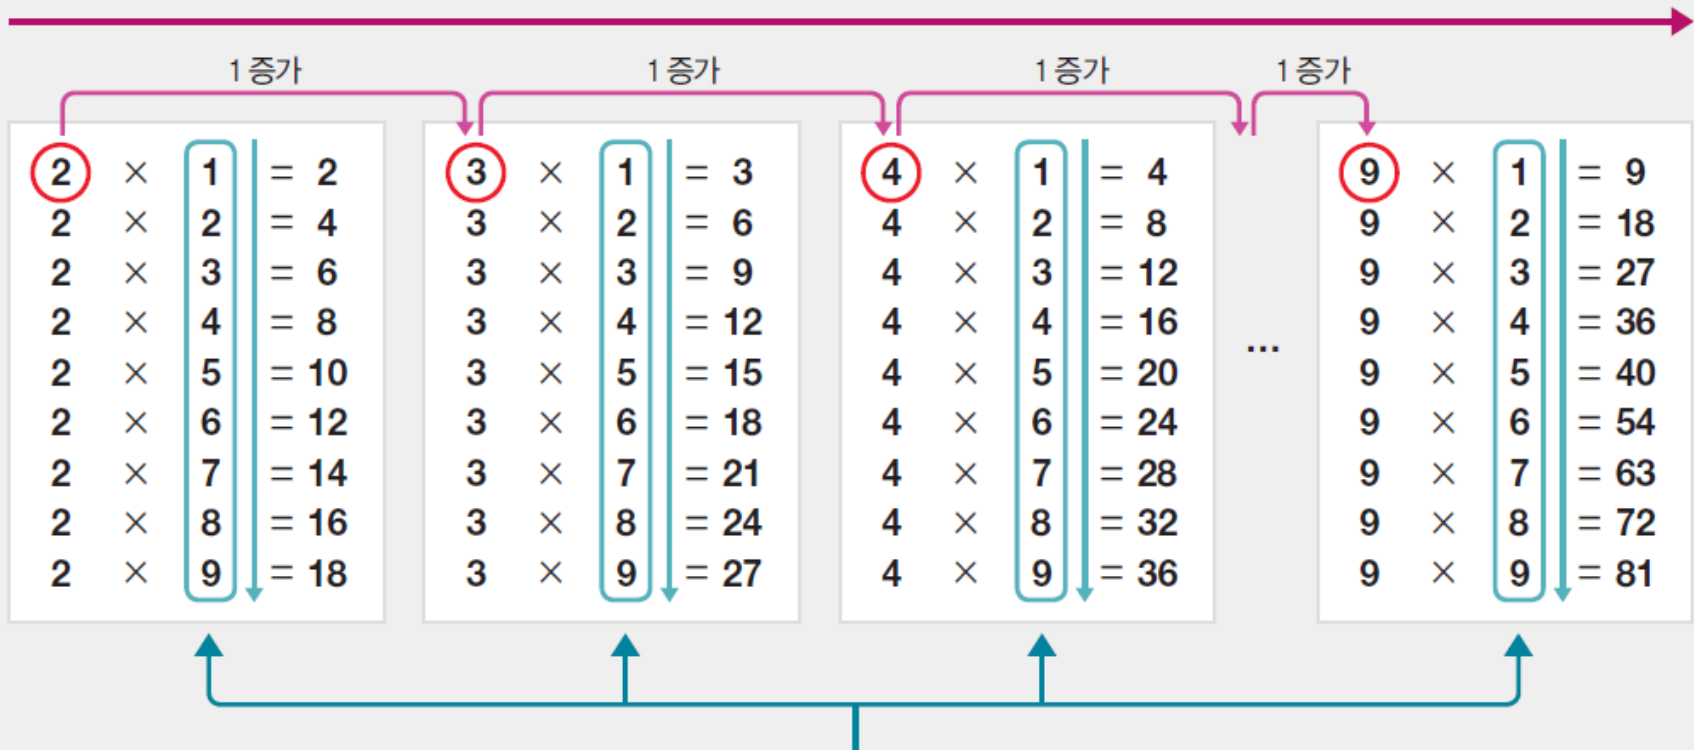 1 증가 1 증가 1 증가 1 증가
2 × 1 = 2
2 × 2 = 4
2 × 3 = 6
2 × 4 = 8
2 × 5 = 10
2 × 6 = 12
2 × 7 = 14
2 × 8 = 16
2 × 9 = 18
3 × 1 = 3
3 × 2 = 6
3 × 3 = 9
3 × 4 = 12
3 × 5 = 15
3 × 6 = 18
3 × 7 = 21
3 × 8 = 24
3 × 9 = 27
4 × 1 = 4
4 × 2 = 8
4 × 3 = 12
4 × 4 = 16
4 × 5 = 20
4 × 6 = 24
4 × 7 = 28
4 × 8 = 32
4 × 9 = 36
...
9 × 1 = 9
9 × 2 = 18
9 × 3 = 27
9 × 4 = 36
9 × 5 = 40
9 × 6 = 54
9 × 7 = 63
9 × 8 = 72
9 × 9 = 81